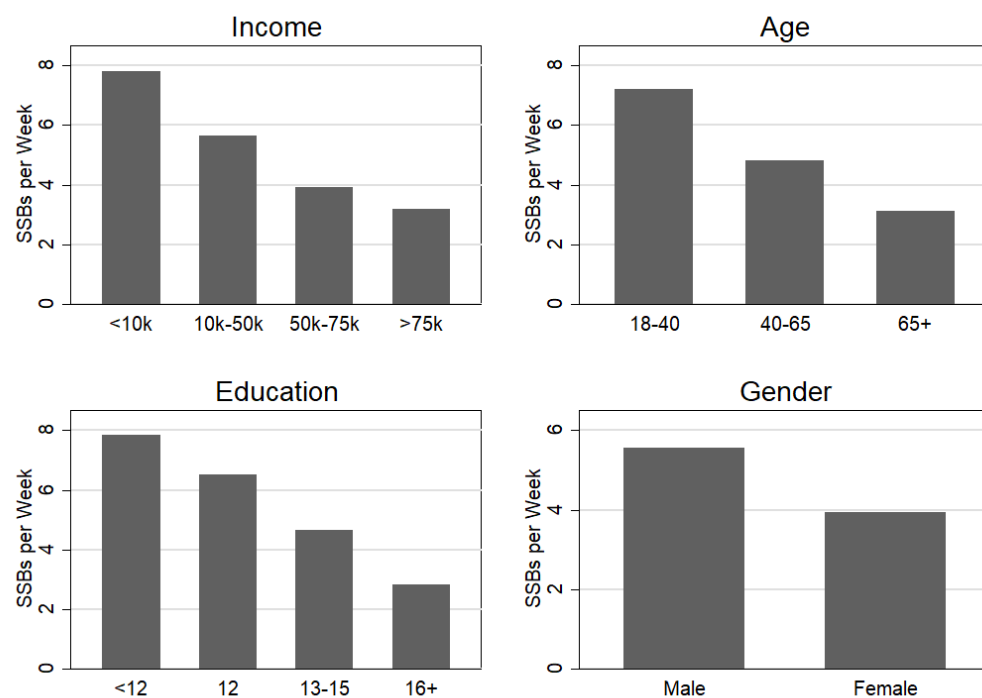 Income
SSBs per Week
8
6
4
2
0
<10k 10k-50k 50k-75k >75k
Age
SSBs per Week
8
6
4
2
0
18-40 40-65 65+
Education
SSBs per Week
8
6
4
2
0
<12 12 13-15 16+
Gender
SSBs per Week
6
4
2
0
Male Female